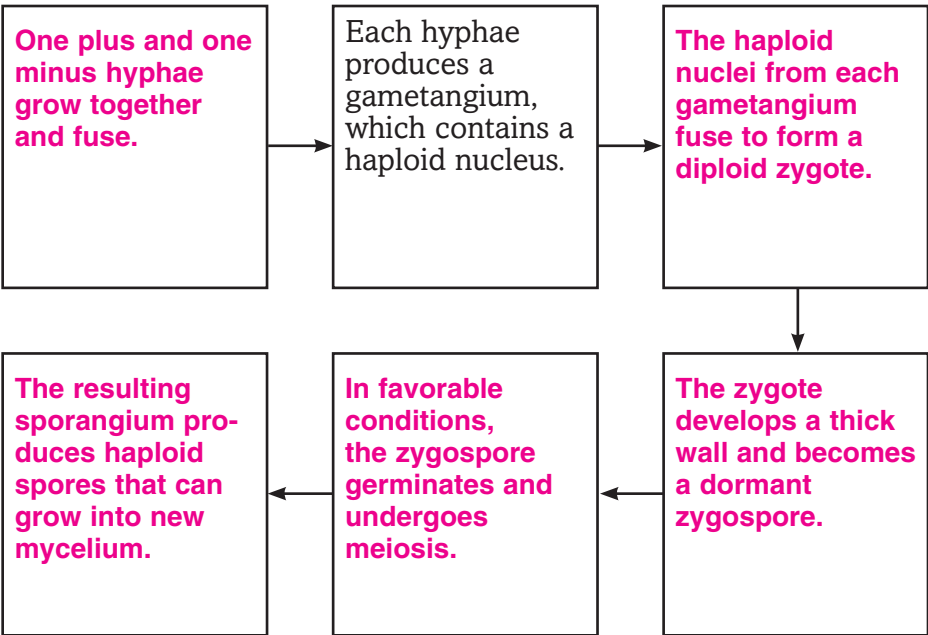 One plus and one
minus hyphae
grow together
and fuse.
Each hyphae
produces a
gametangium,
which contains a
haploid nucleus.
The haploid
nuclei from each
gametangium
fuse to form a
diploid zygote.
The zygote
develops a thick
wall and becomes
a dormant
zygospore.
In favorable
conditions,
the zygospore
germinates and
undergoes
meiosis.
The resulting
sporangium pro-
duces haploid
spores that can
grow into new
mycelium.